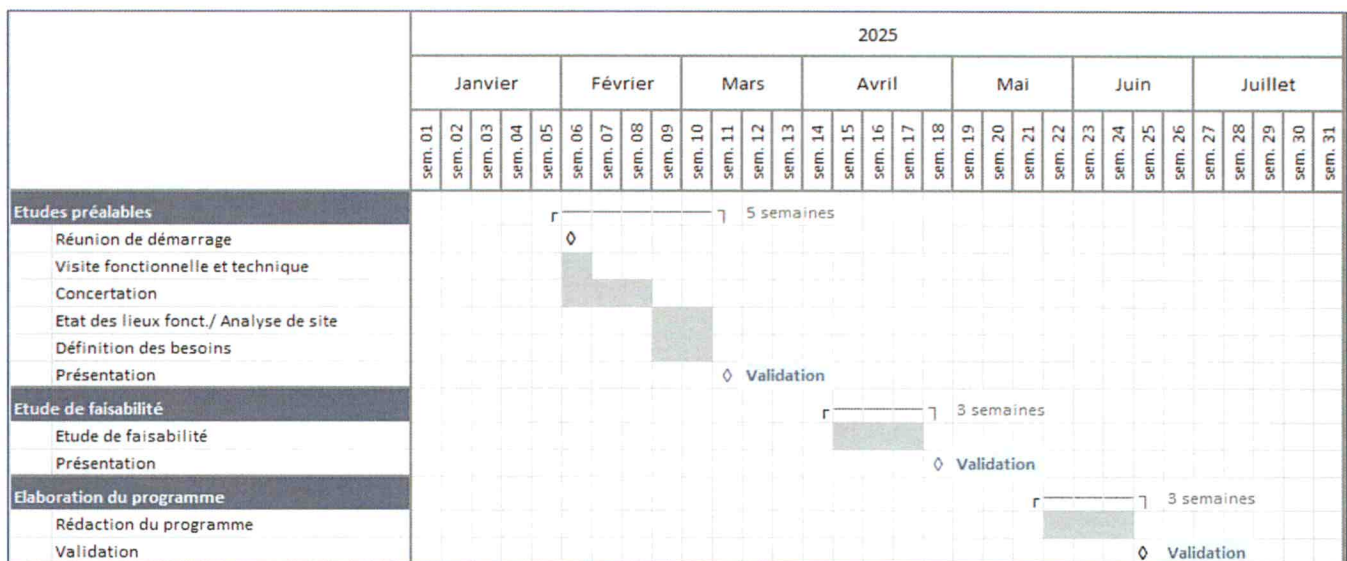 2025
Janvier Février Mars Avril Mai Juin Juillet
sem. 01 sem. 02 sem. 03 sem. 04 sem. 05 sem. 06 sem. 07 sem. 08 sem. 09 sem. 10 sem. 11 sem. 12 sem. 13 sem. 14 sem. 15 sem. 16 sem. 17 sem. 18 sem. 19 sem. 20 sem. 21 sem. 22 sem. 23 sem. 24 sem. 25 sem. 26 sem. 27 sem. 28 sem. 29 sem. 30 sem. 31
Etudes préalables 5 semaines
Réunion de démarrage
Visite fonctionnelle et technique
Concertation
Etat des lieux fonct./ Analyse de site
Définition des besoins
Présentation Validation
Etude de faisabilité 3 semaines
Etude de faisabilité
Présentation Validation
Elaboration du programme 3 semaines
Rédaction du programme
Validation Validation